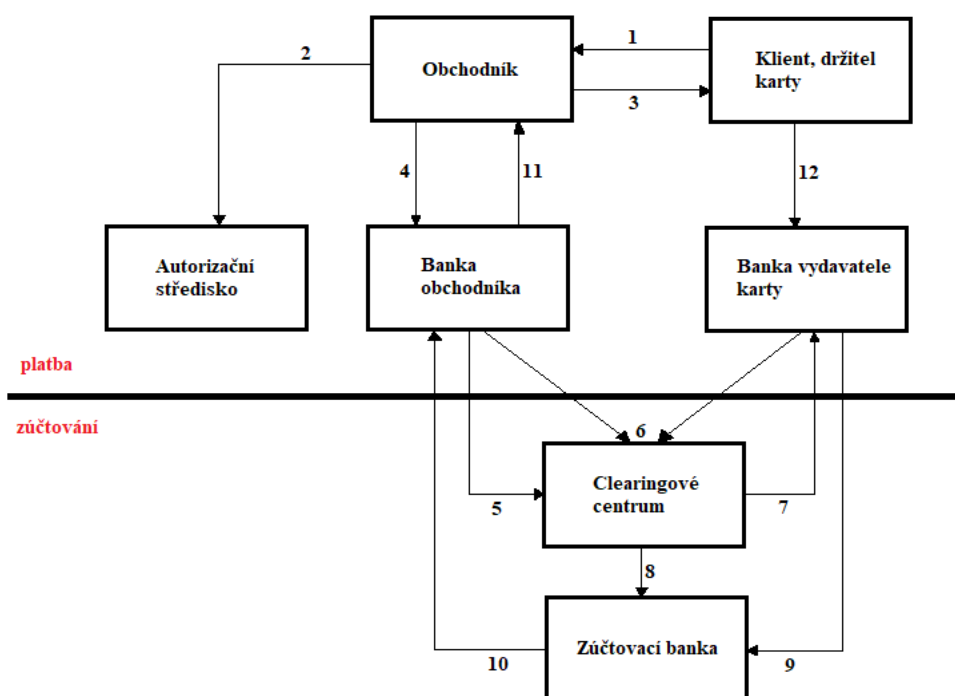 1
2
Obchodník
Klient, držitel
karty
3
4
11
12
Autorizační
středisko
Banka
obchodníka
Banka vydavatele
karty
platba
zúčtování
6
Clearingové
centrum
5
7
8
Zúčtovací banka
10
9